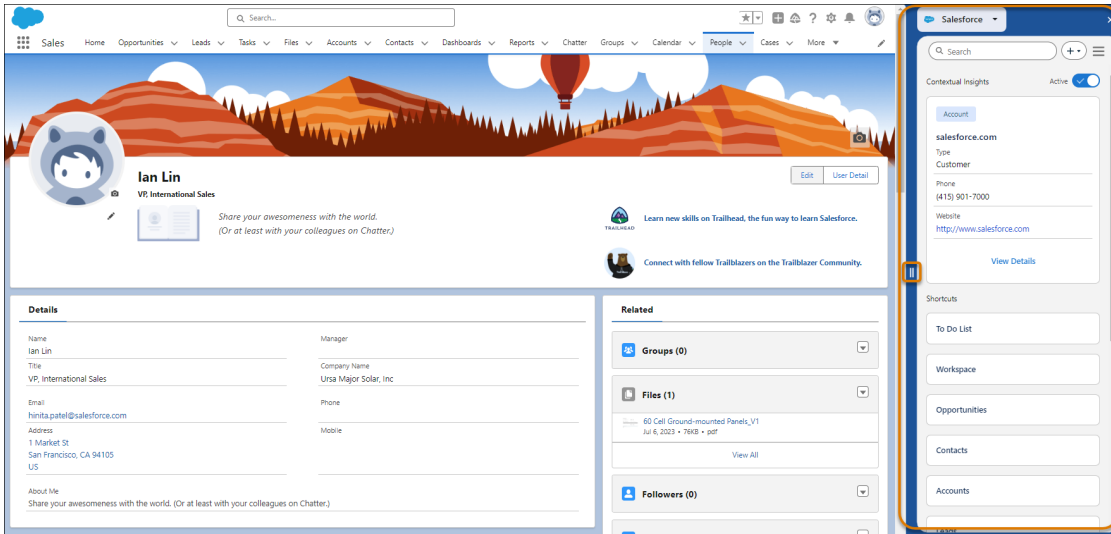 Search...
Sales Home Opportunities Leads Tasks Files Accounts Contacts Dashboards Reports Chatter Groups Calendar People Cases More
Ian Lin
VP, International Sales
Edit User Detail
Share your awesomeness with the world.
(Or at least with your colleagues on Chatter.)
TRAILHEAD
Learn new skills on Trailhead, the fun way to learn Salesforce.
Connect with fellow Trailblazers on the Trailblazer Community.
Details
Name
Ian Lin
Manager
Title
VP, International Sales
Company Name
Ursa Major Solar, Inc
Email
hinita.patel@salesforce.com
Phone
Address
1 Market St
San Francisco, CA 94105
US
Mobile
About Me
Share your awesomeness with the world. (Or at least with your colleagues on Chatter.)
Related
Groups (0)
Files (1)
60 Cell Ground-mounted Panels_V1
Jul 6, 2023 • 76KB • pdf
View All
Followers (0)
Salesforce
Search
Contextual Insights Active
Account
salesforce.com
Type
Customer
Phone
(415) 901-7000
Website
http://www.salesforce.com
View Details
Shortcuts
To Do List
Workspace
Opportunities
Contacts
Accounts
Leads